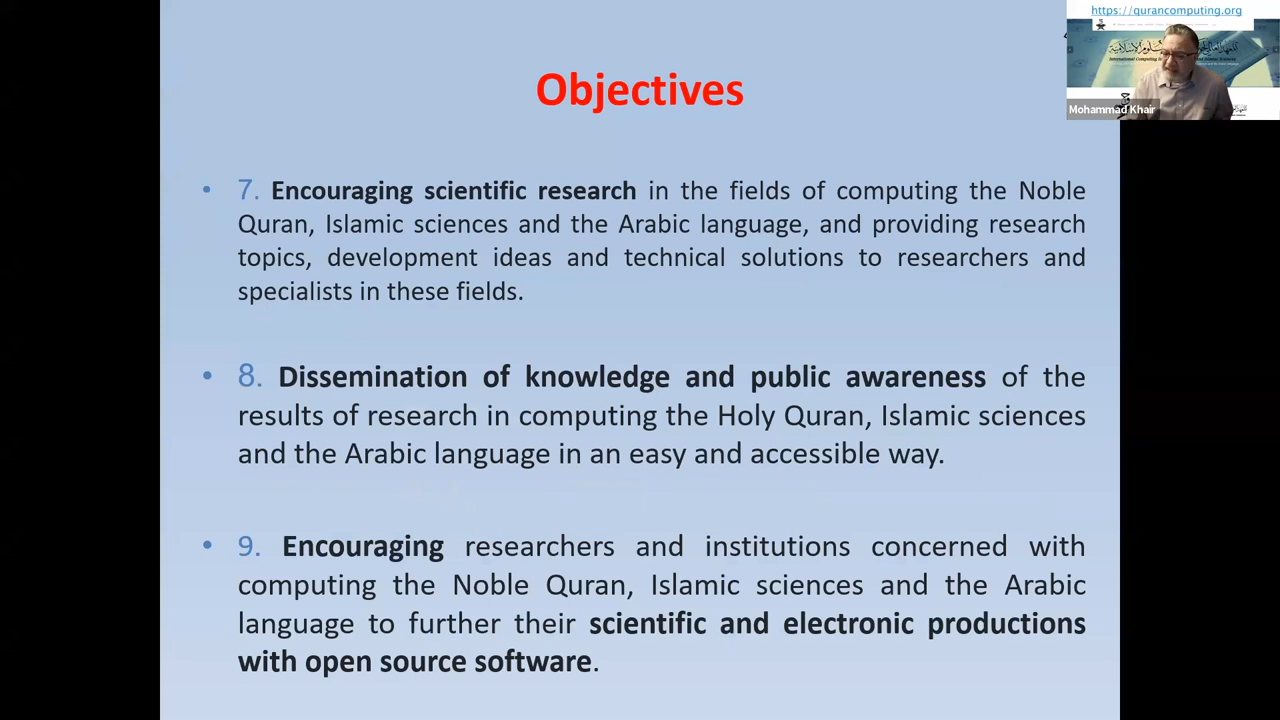 https://qurancomputing.org
Mohammad Khair
Objectives
• 7. Encouraging scientific research in the fields of computing the Noble
Quran, Islamic sciences and the Arabic language, and providing research
topics, development ideas and technical solutions to researchers and
specialists in these fields.
• 8. Dissemination of knowledge and public awareness of the
results of research in computing the Holy Quran, Islamic sciences
and the Arabic language in an easy and accessible way.
• 9. Encouraging researchers and institutions concerned with
computing the Noble Quran, Islamic sciences and the Arabic
language to further their scientific and electronic productions
with open source software.